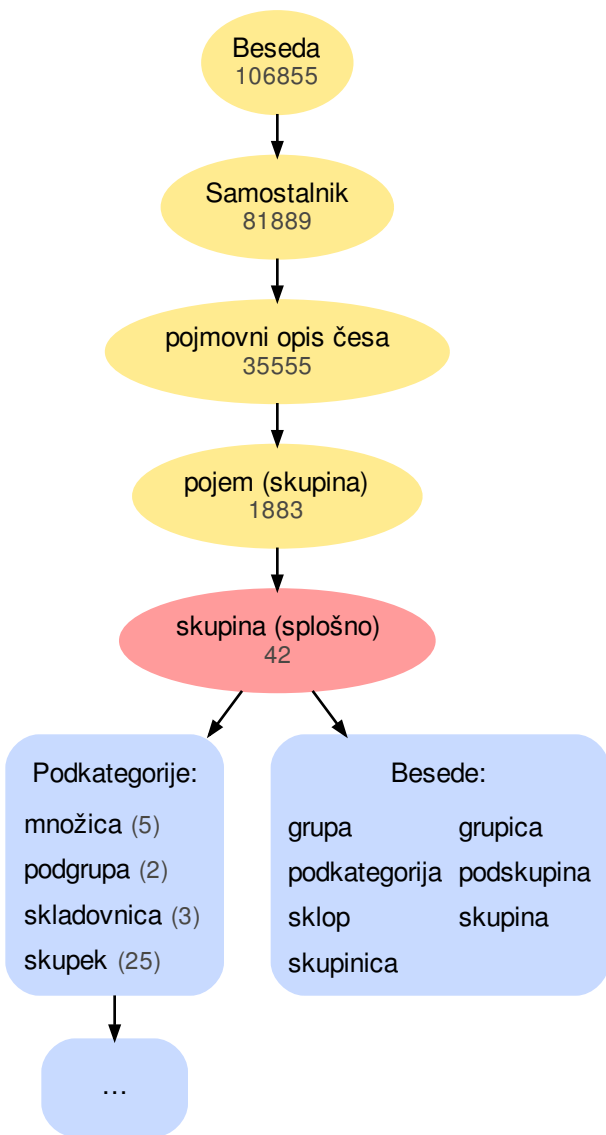 Beseda
106855
Samostalnik
81889
pojmovni opis česa
35555
pojem (skupina)
1883
skupina (splošno)
42
Podkategorije:
množica (5)
podgrupa (2)
skladovnica (3)
skupek (25)
Besede:
grupa grupica
podkategorija podskupina
sklop skupina
skupinica
…